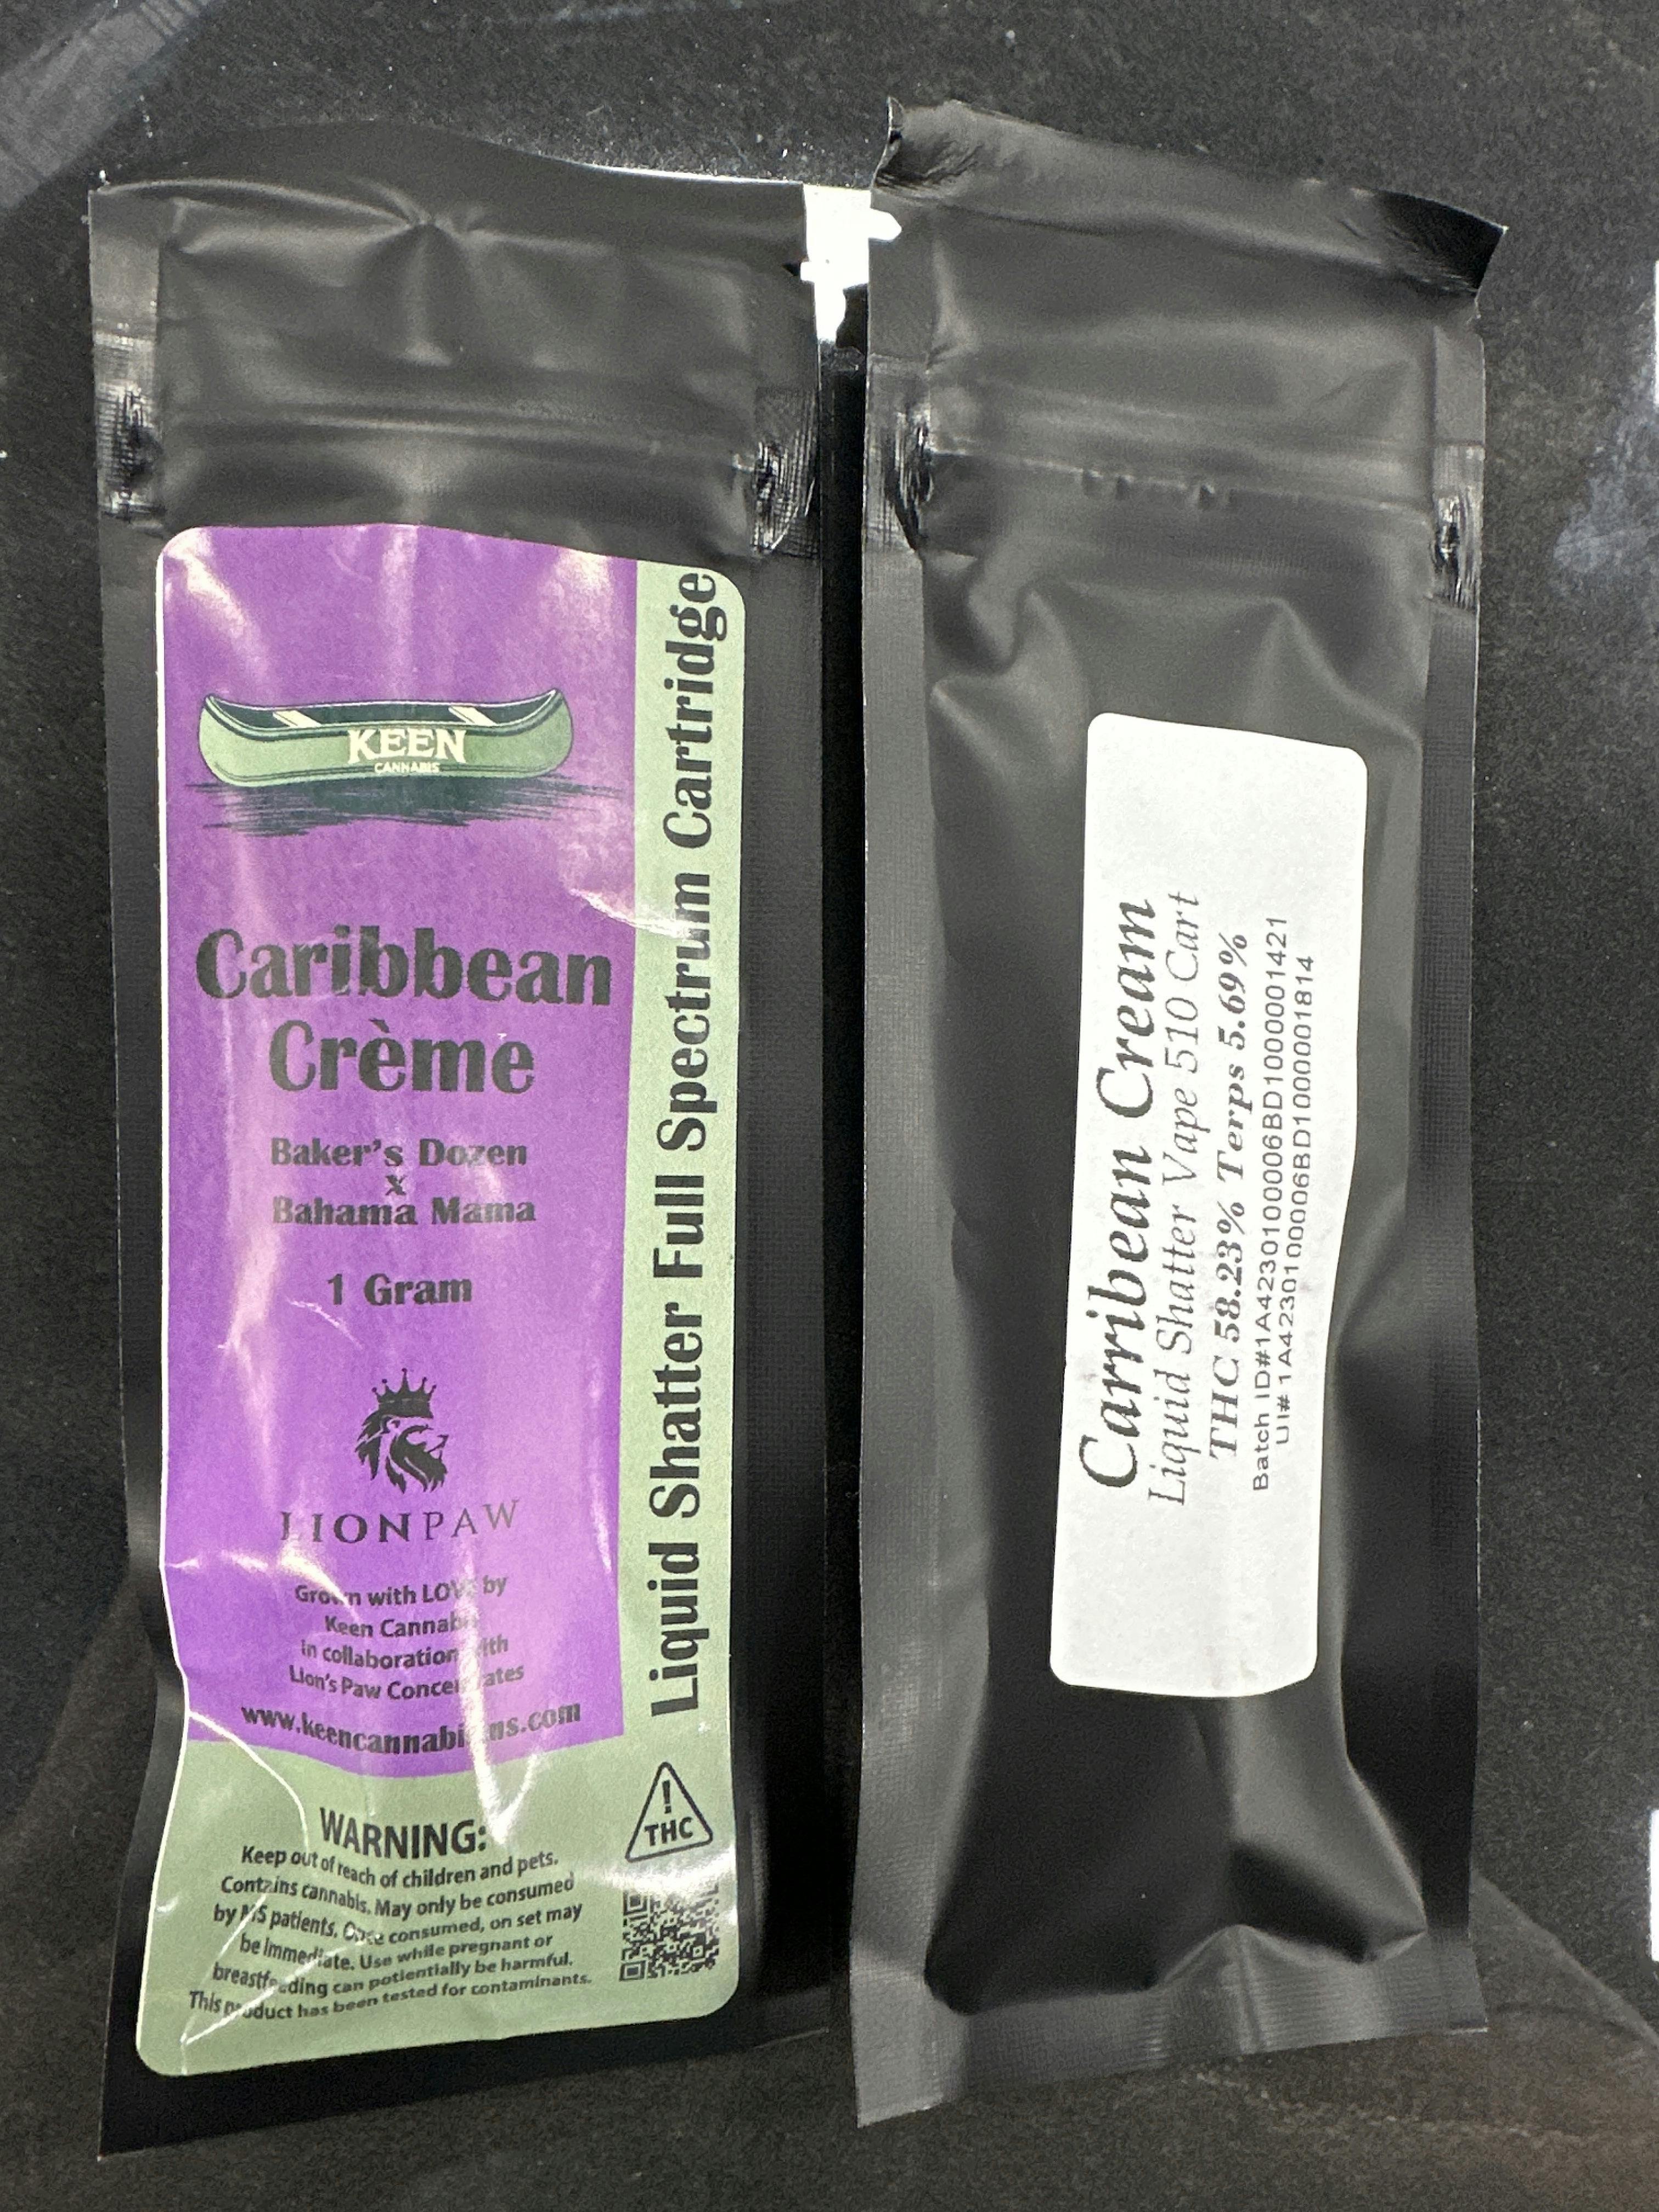 KEEN
CANNABIS
Caribbean
Crème
Baker's Dozen
x
Bahama Mama
1 Gram
LIONPAW
Grown with LOVE by
Keen Cannabis
in collaboration with
Lion's Paw Concentrates
Liquid Shatter Full Spectrum Cartridge
WARNING:
Keep out of reach of children and pets.
Contains cannabis. May only be consumed
by MS patients. Once consumed, on set may
be immediate. Use while pregnant or
breastfeeding can potientially be harmful.
This product has been tested for contaminants.
!
THC
Carribean Cream
Liquid Shatter Vape 510 Cart
THC 58.23% Terps 5.69%
Batch ID#1A4230100006BD1000001421
UI# 1A4230100006BD1000001814